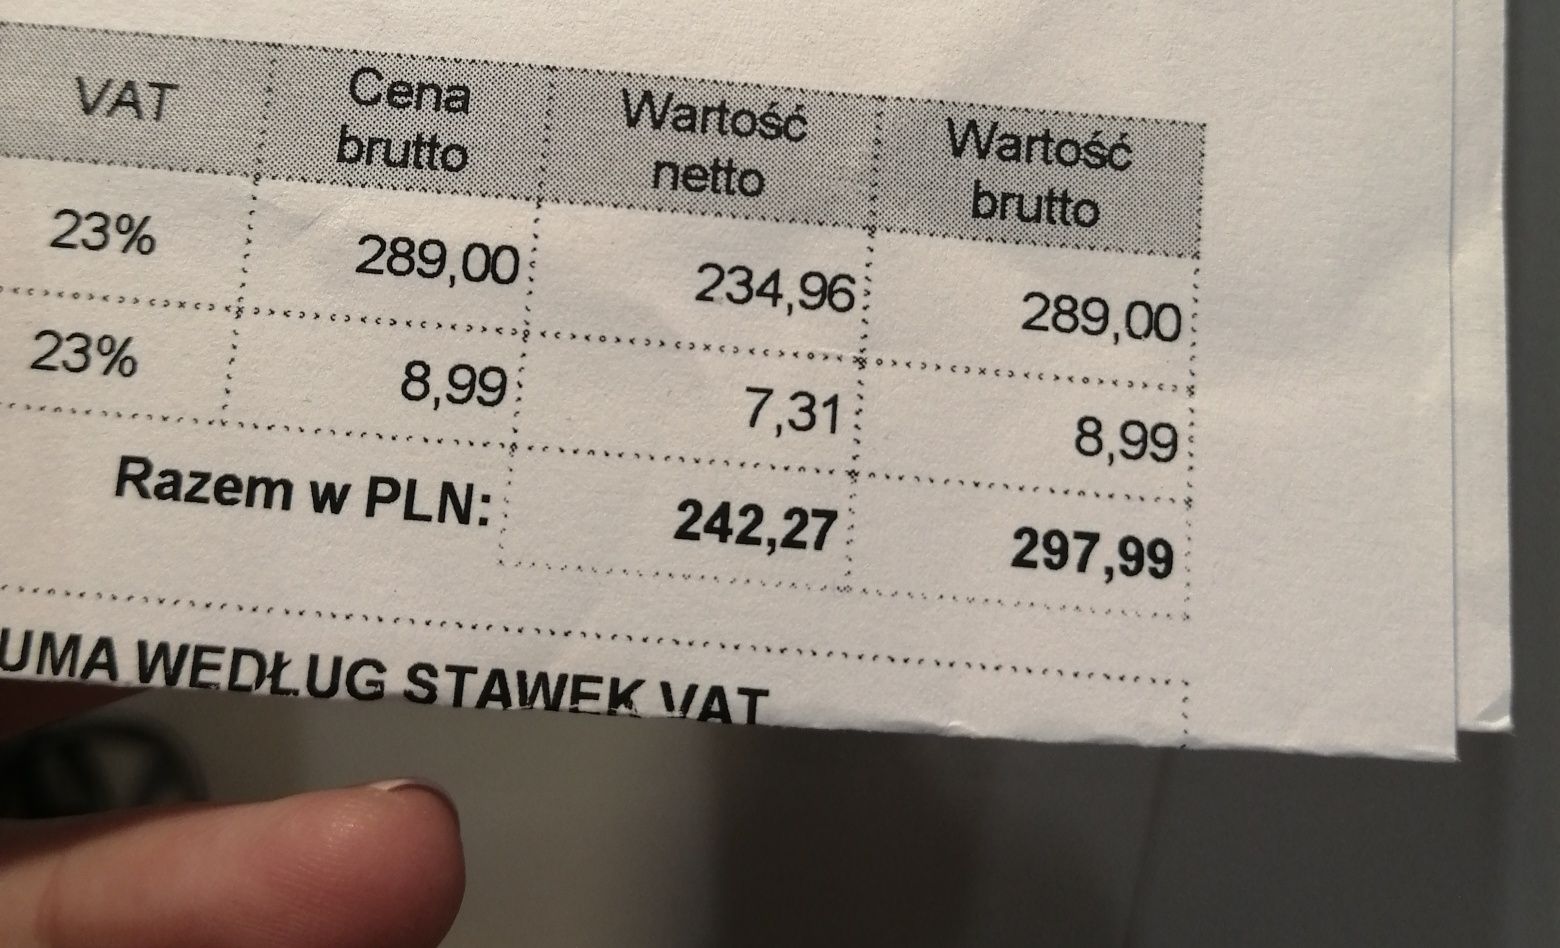 VAT Cena brutto Wartość netto Wartość brutto
23% 289,00 234,96 289,00
23% 8,99 7,31 8,99
Razem w PLN: 242,27 297,99
UMA WEDŁUG STAWEK VAT